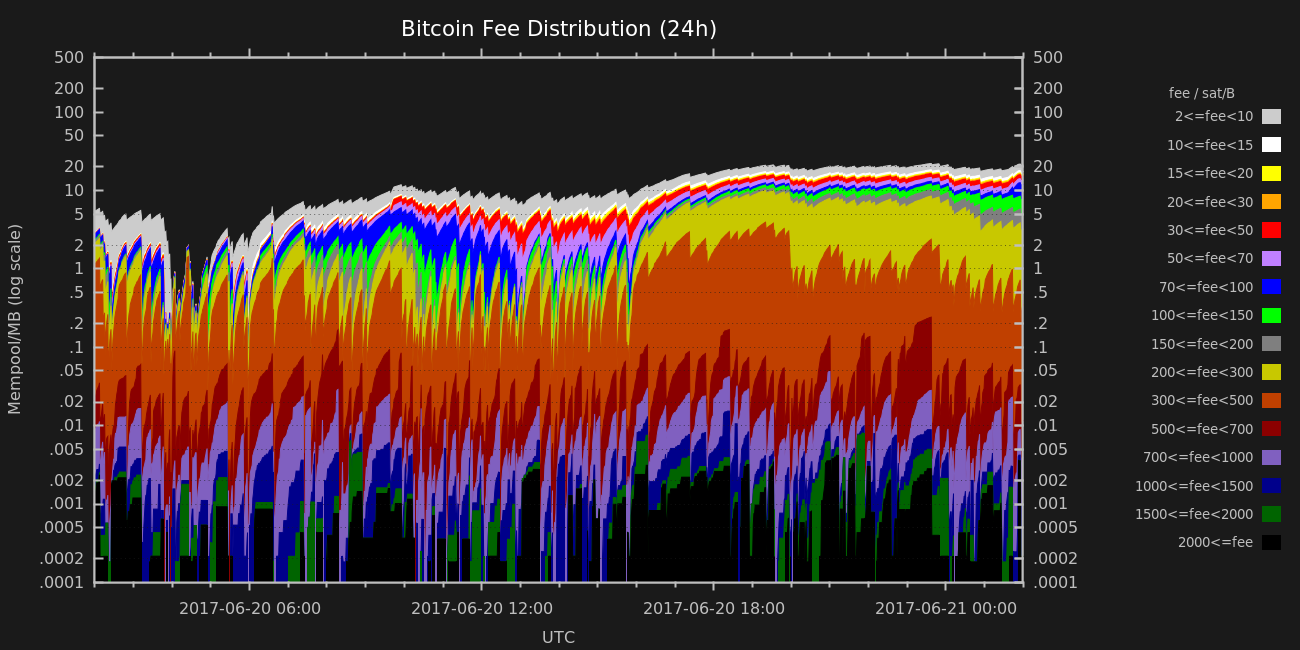 Bitcoin Fee Distribution (24h)
500
200
100
50
20
10
5
2
1
.5
.2
.1
.05
.02
.01
.005
.002
.001
.0005
.0002
.0001
Mempool/MB (log scale)
500
200
100
50
20
10
5
2
1
.5
.2
.1
.05
.02
.01
.005
.002
.001
.0005
.0002
.0001
fee / sat/B
2<=fee<10
10<=fee<15
15<=fee<20
20<=fee<30
30<=fee<50
50<=fee<70
70<=fee<100
100<=fee<150
150<=fee<200
200<=fee<300
300<=fee<500
500<=fee<700
700<=fee<1000
1000<=fee<1500
1500<=fee<2000
2000<=fee
2017-06-20 06:00 2017-06-20 12:00 2017-06-20 18:00 2017-06-21 00:00
UTC